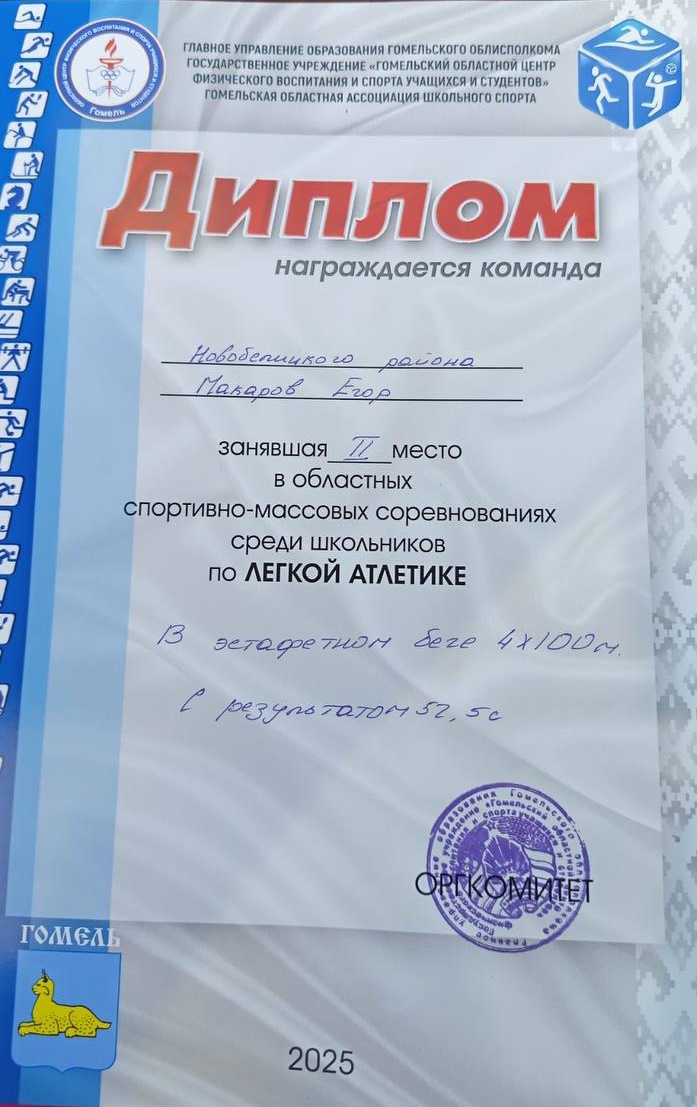 ГЛАВНОЕ УПРАВЛЕНИЕ ОБРАЗОВАНИЯ ГОМЕЛЬСКОГО ОБЛИСПОЛКОМА
ГОСУДАРСТВЕННОЕ УЧРЕЖДЕНИЕ «ГОМЕЛЬСКИЙ ОБЛАСТНОЙ ЦЕНТР
ФИЗИЧЕСКОГО ВОСПИТАНИЯ И СПОРТА УЧАЩИХСЯ И СТУДЕНТОВ»
ГОМЕЛЬСКАЯ ОБЛАСТНАЯ АССОЦИАЦИЯ ШКОЛЬНОГО СПОРТА
Гомель
Диплом
награждается команда
Новобелицкого района
Макаров Егор
занявшая II место
в областных
спортивно-массовых соревнованиях
среди школьников
по ЛЕГКОЙ АТЛЕТИКЕ
В эстафетном беге 4х100м.
С результатом 52,5с
ОРГКОМИТЕТ
ГОМЕЛЬ
2025